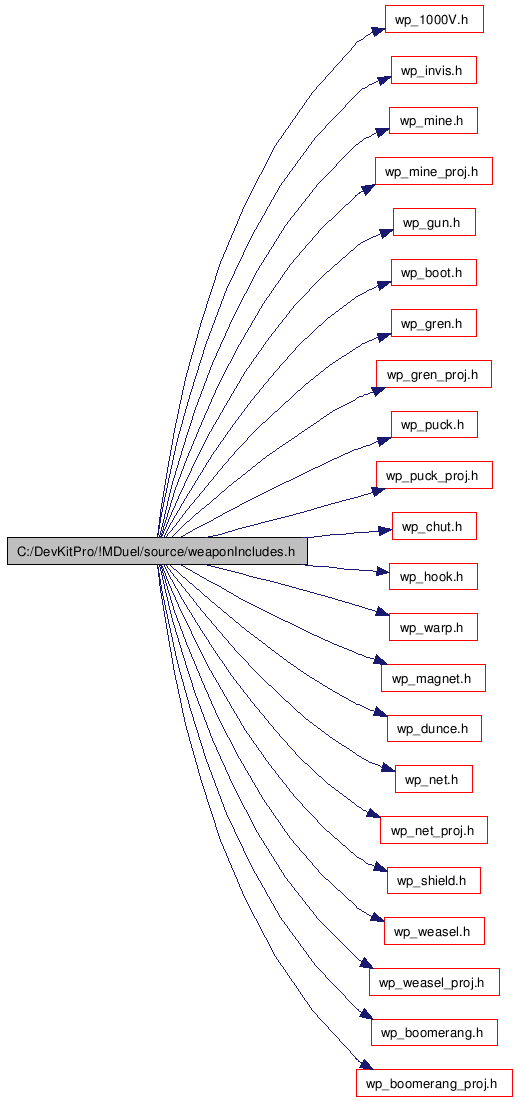 wp_1000V.h
wp_invis.h
wp_mine.h
wp_mine_proj.h
wp_gun.h
wp_boot.h
wp_gren.h
wp_gren_proj.h
wp_puck.h
wp_puck_proj.h
wp_chut.h
C:/DevKitPro/!MDuel/source/weaponIncludes.h
wp_hook.h
wp_warp.h
wp_magnet.h
wp_dunce.h
wp_net.h
wp_net_proj.h
wp_shield.h
wp_weasel.h
wp_weasel_proj.h
wp_boomerang.h
wp_boomerang_proj.h